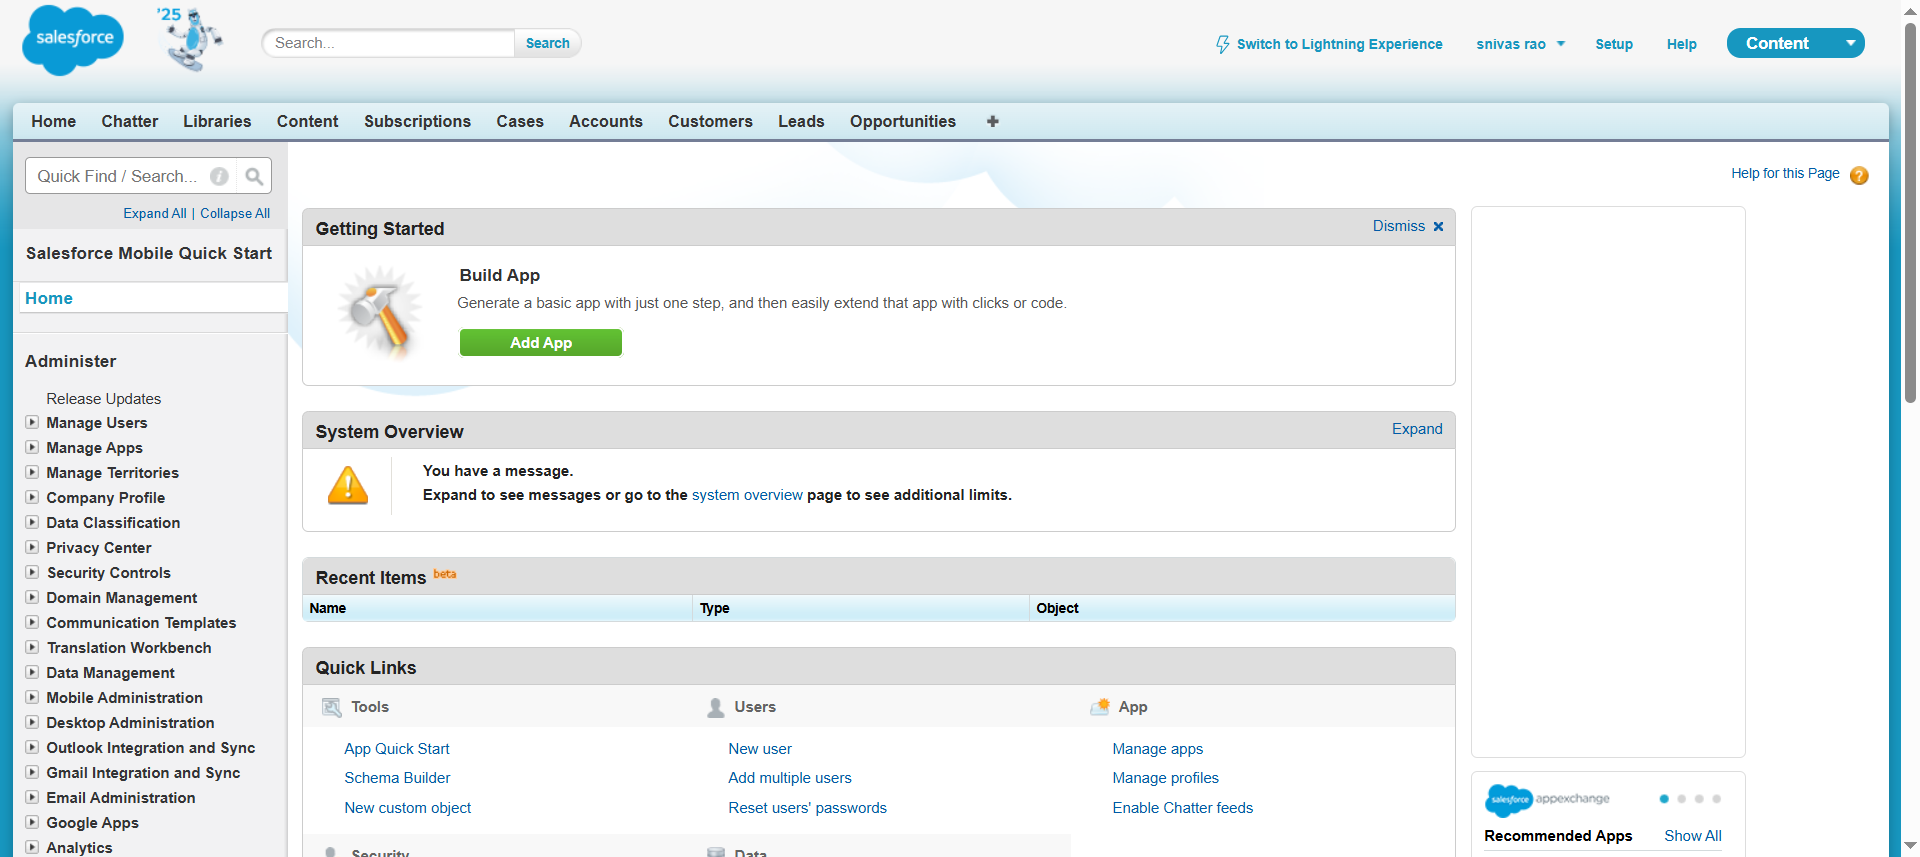 salesforce
'25
Search...
Search
Switch to Lightning Experience
snivas rao
Setup
Help
Content
Home
Chatter
Libraries
Content
Subscriptions
Cases
Accounts
Customers
Leads
Opportunities
Quick Find / Search...
Expand All | Collapse All
Salesforce Mobile Quick Start
Home
Administer
Release Updates
Manage Users
Manage Apps
Manage Territories
Company Profile
Data Classification
Privacy Center
Security Controls
Domain Management
Communication Templates
Translation Workbench
Data Management
Mobile Administration
Desktop Administration
Outlook Integration and Sync
Gmail Integration and Sync
Email Administration
Google Apps
Analytics
Help for this Page
Getting Started
Dismiss
Build App
Generate a basic app with just one step, and then easily extend that app with clicks or code.
Add App
System Overview
Expand
You have a message.
Expand to see messages or go to the system overview page to see additional limits.
Recent Items beta
Name
Type
Object
Quick Links
Tools
Users
App
App Quick Start
New user
Manage apps
Schema Builder
Add multiple users
Manage profiles
New custom object
Reset users' passwords
Enable Chatter feeds
Security
Data
salesforce appexchange
Recommended Apps
Show All